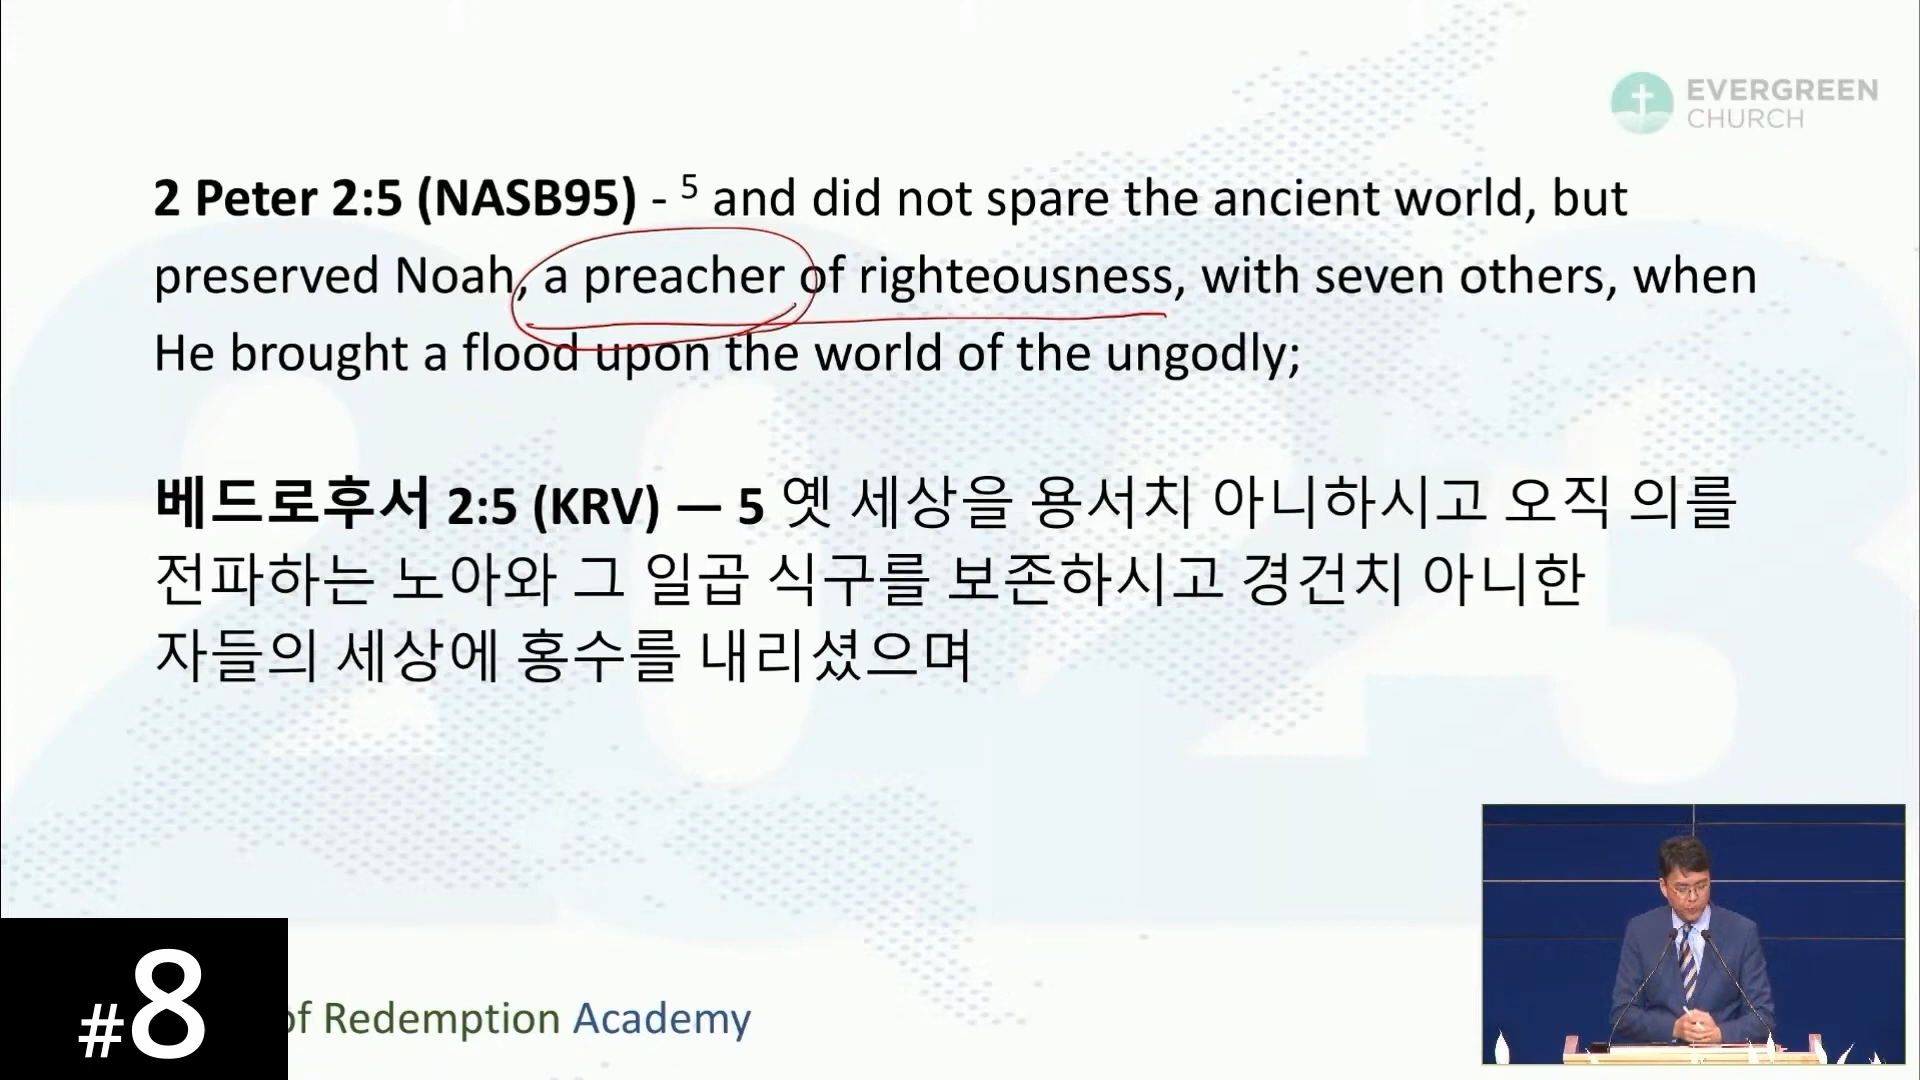 EVERGREEN
CHURCH
2 Peter 2:5 (NASB95) - 5 and did not spare the ancient world, but
preserved Noah, a preacher of righteousness, with seven others, when
He brought a flood upon the world of the ungodly;
베드로후서 2:5 (KRV) — 5 옛 세상을 용서치 아니하시고 오직 의를
전파하는 노아와 그 일곱 식구를 보존하시고 경건치 아니한
자들의 세상에 홍수를 내리셨으며
#8
of Redemption Academy